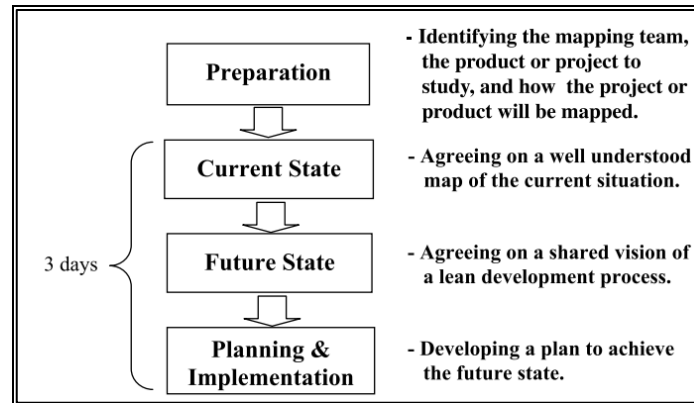 Preparation
- Identifying the mapping team,
the product or project to
study, and how the project or
product will be mapped.
3 days
Current State
- Agreeing on a well understood
map of the current situation.
Future State
- Agreeing on a shared vision of
a lean development process.
Planning &
Implementation
- Developing a plan to achieve
the future state.